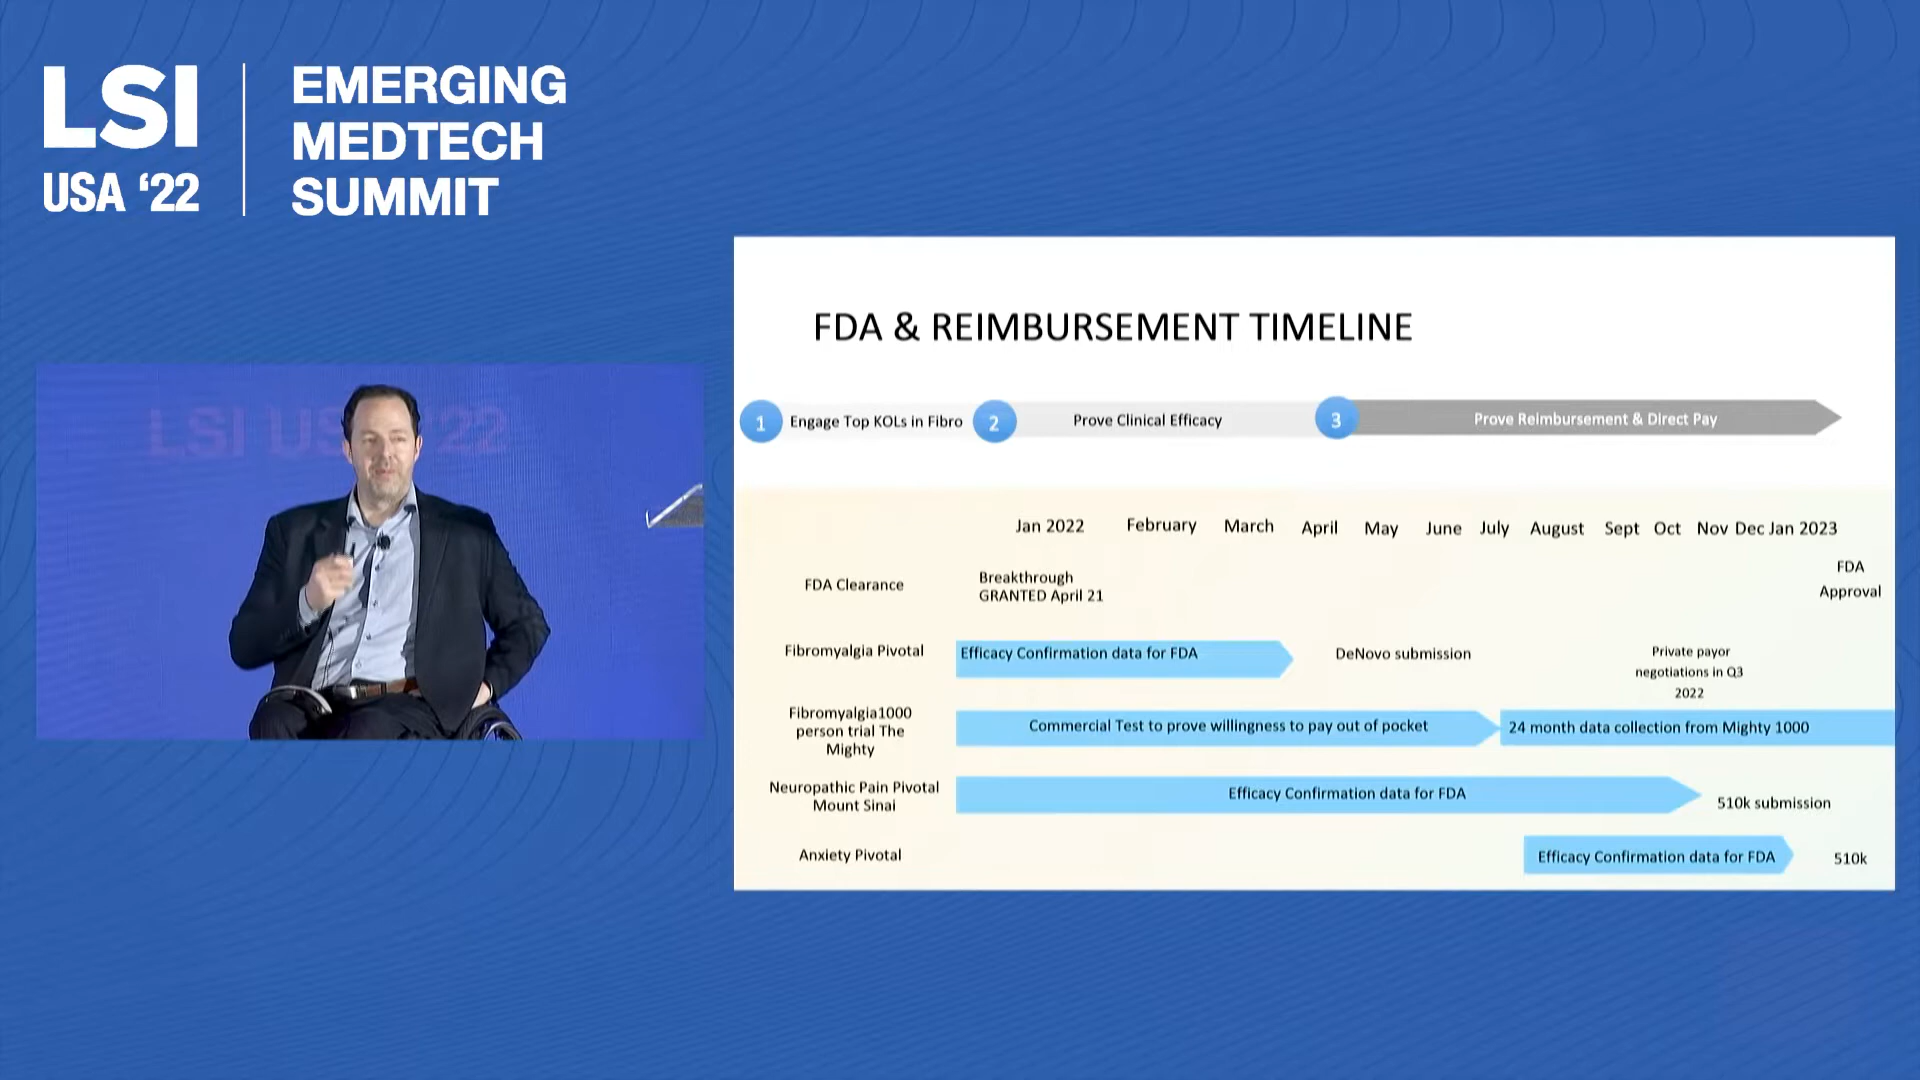 LSI
USA ‘22
EMERGING
MEDTECH
SUMMIT
LSI USA '22
FDA & REIMBURSEMENT TIMELINE
1 Engage Top KOLs in Fibro 2 Prove Clinical Efficacy 3 Prove Reimbursement & Direct Pay
Jan 2022 February March April May June July August Sept Oct Nov Dec Jan 2023
FDA Clearance
Breakthrough
GRANTED April 21
FDA
Approval
Fibromyalgia Pivotal
Efficacy Confirmation data for FDA
DeNovo submission
Private payor
negotiations in Q3
2022
Fibromyalgia1000
person trial The
Mighty
Commercial Test to prove willingness to pay out of pocket
24 month data collection from Mighty 1000
Neuropathic Pain Pivotal
Mount Sinai
Efficacy Confirmation data for FDA
510k submission
Anxiety Pivotal
Efficacy Confirmation data for FDA
510k